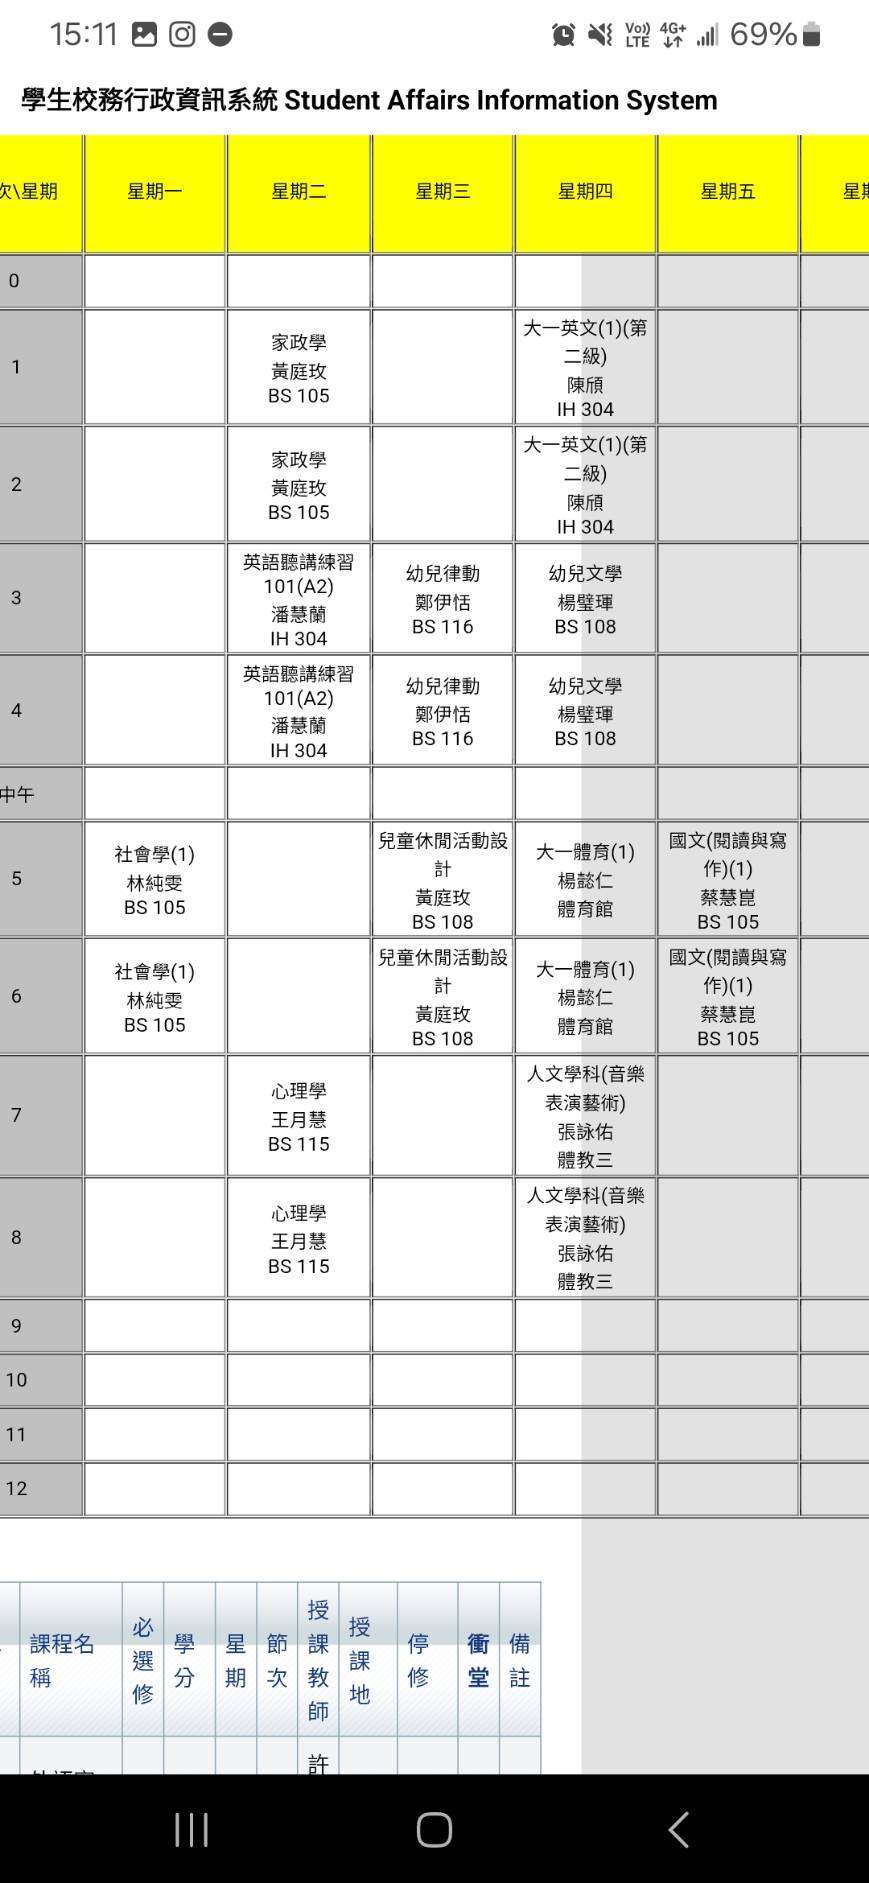 15:11 Vo)) LTE 4G+ 69%
學生校務行政資訊系統 Student Affairs Information System
次\星期 星期一 星期二 星期三 星期四 星期五
0
1
家政學
黃庭玫
BS 105
大一英文(1)(第
二級)
陳頎
IH 304
2
家政學
黃庭玫
BS 105
大一英文(1)(第
二級)
陳頎
IH 304
3
英語聽講練習
101(A2)
潘慧蘭
IH 304
幼兒律動
鄭伊恬
BS 116
幼兒文學
楊璧琿
BS 108
4
英語聽講練習
101(A2)
潘慧蘭
IH 304
幼兒律動
鄭伊恬
BS 116
幼兒文學
楊璧琿
BS 108
中午
5
社會學(1)
林純雯
BS 105
兒童休閒活動設
計
黃庭玫
BS 108
大一體育(1)
楊懿仁
體育館
國文(閱讀與寫
作)(1)
蔡慧崑
BS 105
6
社會學(1)
林純雯
BS 105
兒童休閒活動設
計
黃庭玫
BS 108
大一體育(1)
楊懿仁
體育館
國文(閱讀與寫
作)(1)
蔡慧崑
BS 105
7
心理學
王月慧
BS 115
人文學科(音樂
表演藝術)
張詠佑
體教三
8
心理學
王月慧
BS 115
人文學科(音樂
表演藝術)
張詠佑
體教三
9
10
11
12
課程名
稱
必
選
修
學
分
星
期
節
次
授
課
教
師
授
課
地
停
修
衝
堂
備
註
許